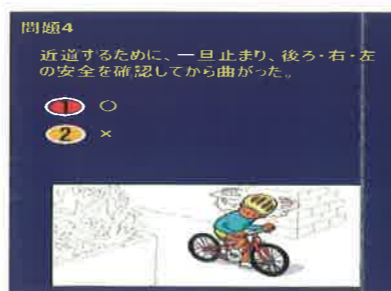 問題4
近道するために、一旦止まり、後ろ・右・左
の安全を確認してから曲がった。
1 ○
2 ×